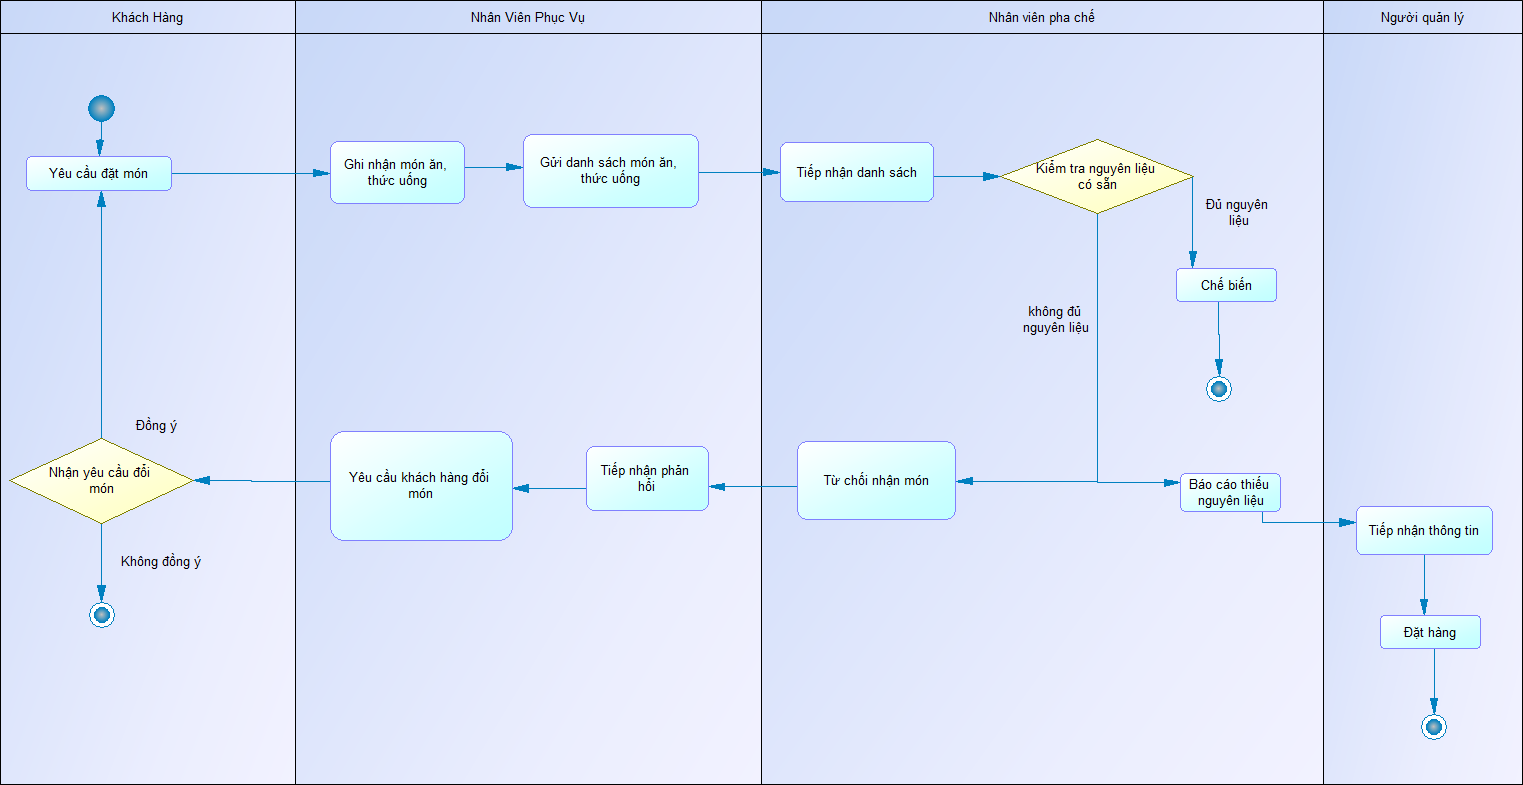 Khách Hàng
Nhân Viên Phục Vụ
Nhân viên pha chế
Người quản lý
Yêu cầu đặt món
Ghi nhận món ăn,
thức uống
Gửi danh sách món ăn,
thức uống
Tiếp nhận danh sách
Kiểm tra nguyên liệu
có sẵn
Đủ nguyên
liệu
Chế biến
không đủ
nguyên liệu
Đồng ý
Nhận yêu cầu đổi
món
Yêu cầu khách hàng đổi
món
Tiếp nhận phản
hồi
Từ chối nhận món
Báo cáo thiếu
nguyên liệu
Tiếp nhận thông tin
Không đồng ý
Đặt hàng